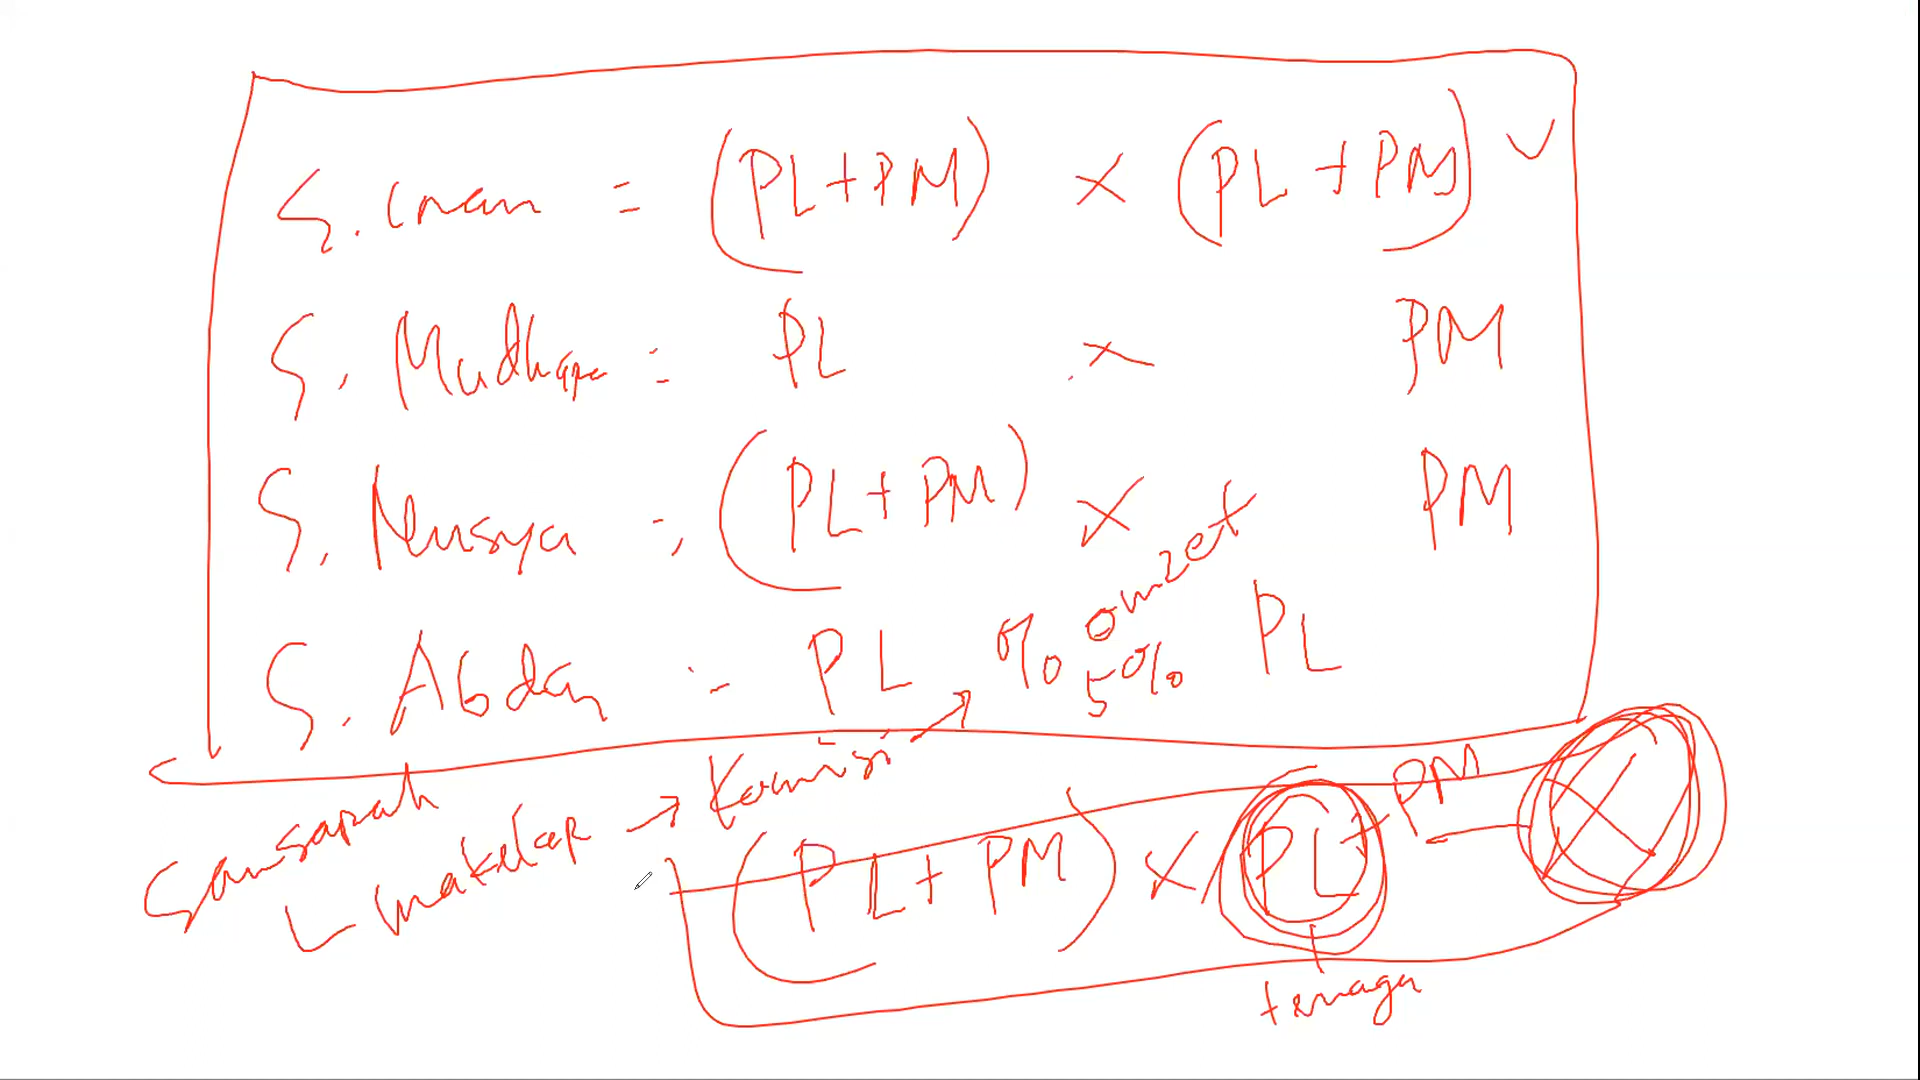 S. Inan = (PL+PM) × (PL+PM)
S. Mudharabah = PL × PM
S. Musya = (PL+PM) × PM
S. Abdan = PL PL
% omzet
5%
Samsarah
makelar → Komisi
(PL+PM) × PL+PM
tenaga